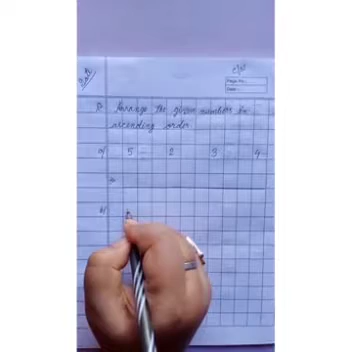 Arrange the given numbers in
ascending order
a) 5 2 3 4
b)